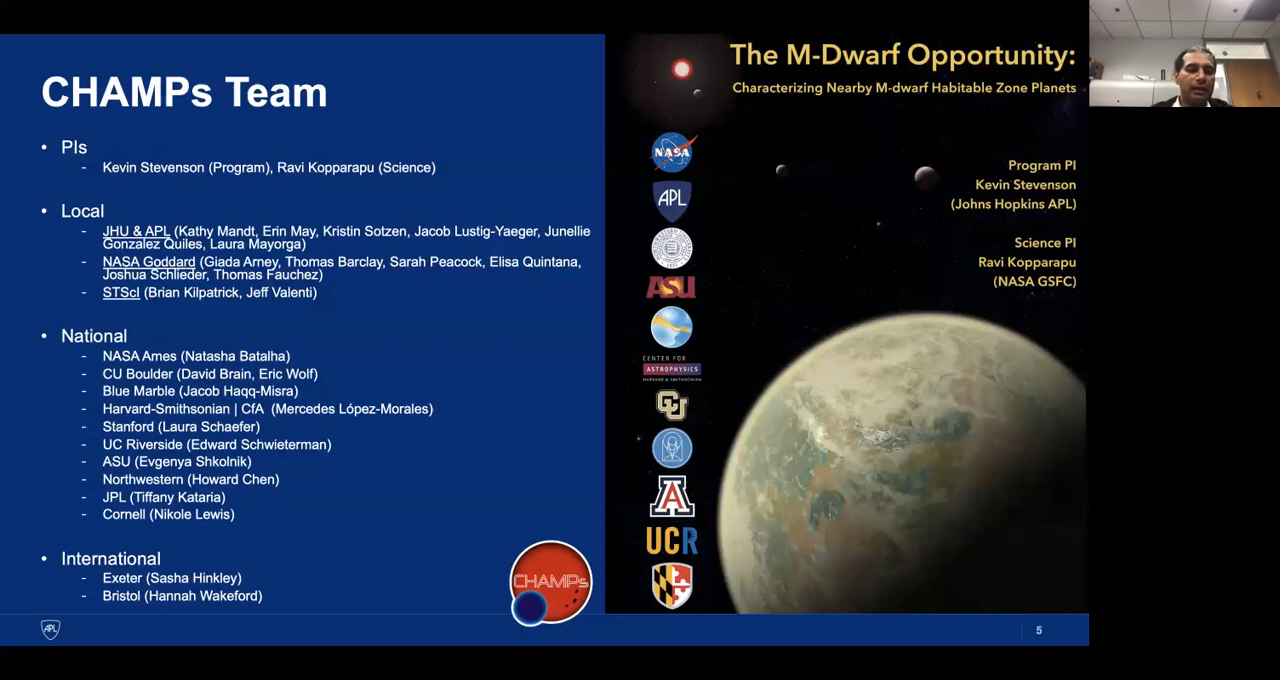 CHAMPs Team
• PIs
- Kevin Stevenson (Program), Ravi Kopparapu (Science)
• Local
- JHU & APL (Kathy Mandt, Erin May, Kristin Sotzen, Jacob Lustig-Yaeger, Junellie
Gonzalez Quiles, Laura Mayorga)
- NASA Goddard (Giada Arney, Thomas Barclay, Sarah Peacock, Elisa Quintana,
Joshua Schlieder, Thomas Fauchez)
- STScI (Brian Kilpatrick, Jeff Valenti)
• National
- NASA Ames (Natasha Batalha)
- CU Boulder (David Brain, Eric Wolf)
- Blue Marble (Jacob Haqq-Misra)
- Harvard-Smithsonian | CfA (Mercedes López-Morales)
- Stanford (Laura Schaefer)
- UC Riverside (Edward Schwieterman)
- ASU (Evgenya Shkolnik)
- Northwestern (Howard Chen)
- JPL (Tiffany Kataria)
- Cornell (Nikole Lewis)
• International
- Exeter (Sasha Hinkley)
- Bristol (Hannah Wakeford)
CHAMPs
APL
The M-Dwarf Opportunity:
Characterizing Nearby M-dwarf Habitable Zone Planets
Program PI
Kevin Stevenson
(Johns Hopkins APL)
Science PI
Ravi Kopparapu
(NASA GSFC)
NASA
APL
ASU
CENTER FOR
ASTROPHYSICS
HARVARD & SMITHSONIAN
CU
A
UCR
5